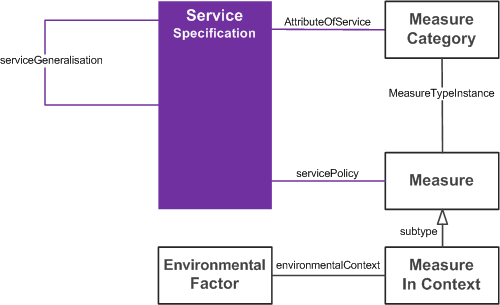 Service
Specification
AttributeOfService
Measure
Category
serviceGeneralisation
MeasureTypeInstance
servicePolicy
Measure
subtype
Environmental
Factor
environmentalContext
Measure
In Context